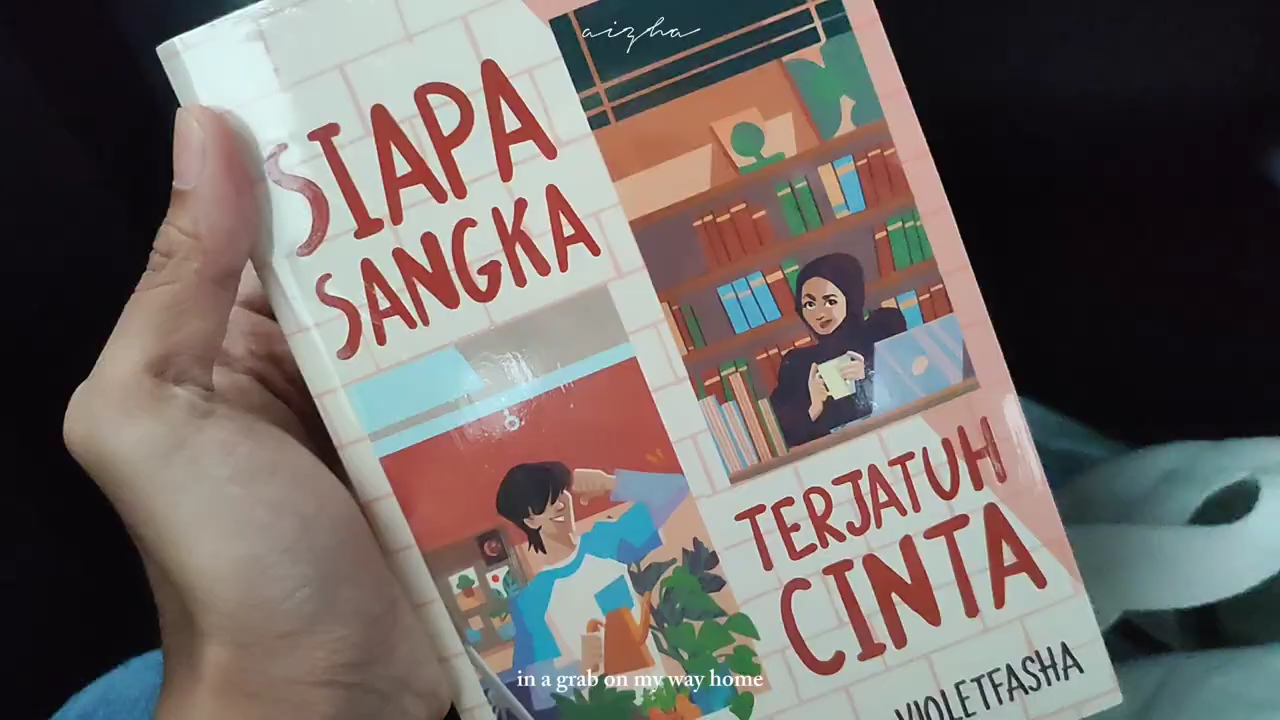 aizha
SIAPA
SANGKA
TERJATUH
CINTA
VIOLETFASHA
in a grab on my way home